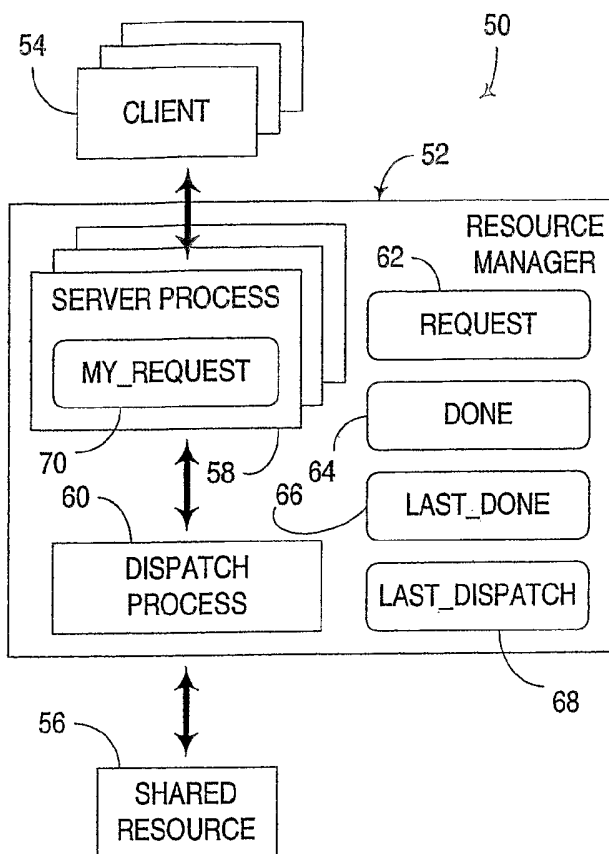 54
50
CLIENT
52
RESOURCE
MANAGER
62
SERVER PROCESS
REQUEST
MY_REQUEST
DONE
70
58
64
60
66
LAST_DONE
DISPATCH
PROCESS
LAST_DISPATCH
56
68
SHARED
RESOURCE